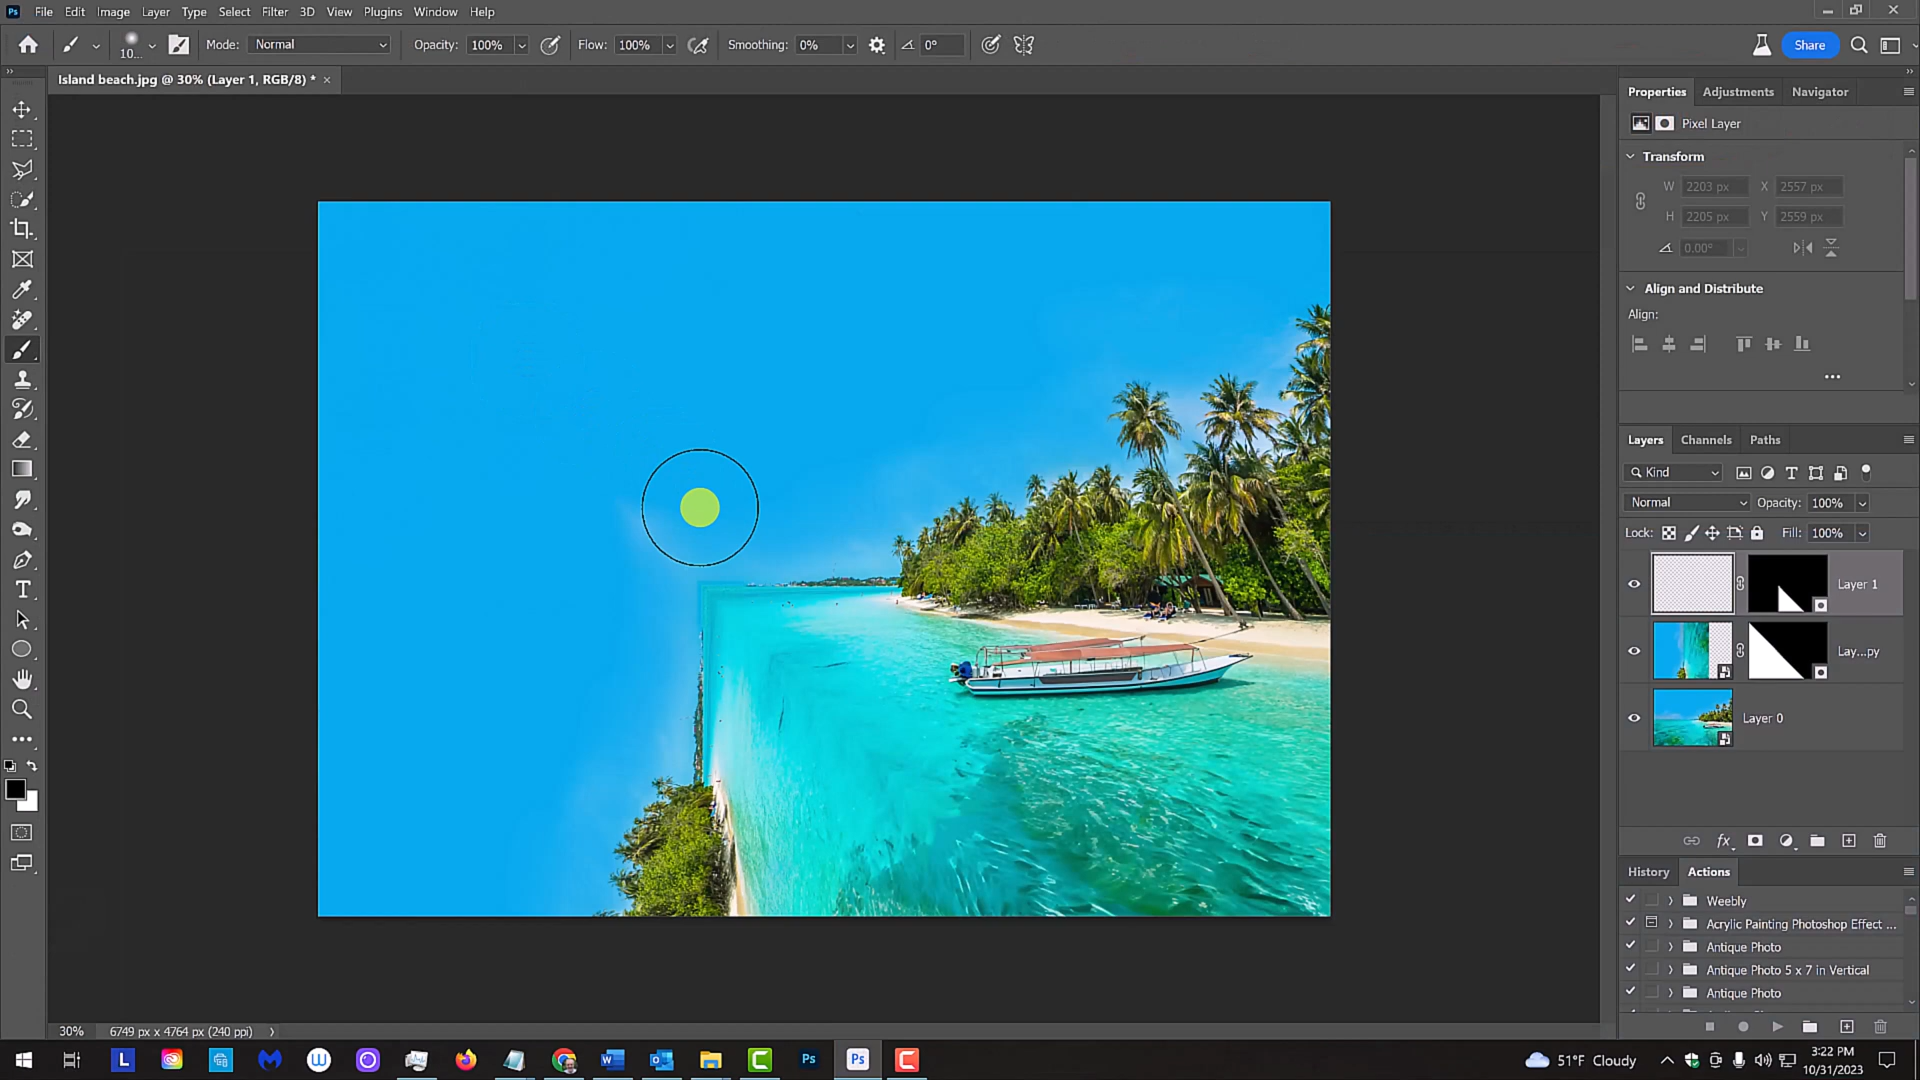 Ps File Edit Image Layer Type Select Filter 3D View Plugins Window Help
10... Mode: Normal Opacity: 100% Flow: 100% Smoothing: 0% 0° Share
Island beach.jpg @ 30% (Layer 1, RGB/8) * ×
Properties Adjustments Navigator
Pixel Layer
Transform
W 2203 px X 2557 px
H 2205 px Y 2559 px
0.00°
Align and Distribute
Align:
Layers Channels Paths
Kind
Normal Opacity: 100%
Lock: Fill: 100%
Layer 1
Lay...py
Layer 0
History Actions
Weebly
Acrylic Painting Photoshop Effect ...
Antique Photo
Antique Photo 5 x 7 in Vertical
Antique Photo
30% 6749 px x 4764 px (240 ppi)
L W W Ps Ps C 51°F Cloudy 3:22 PM
10/31/2023